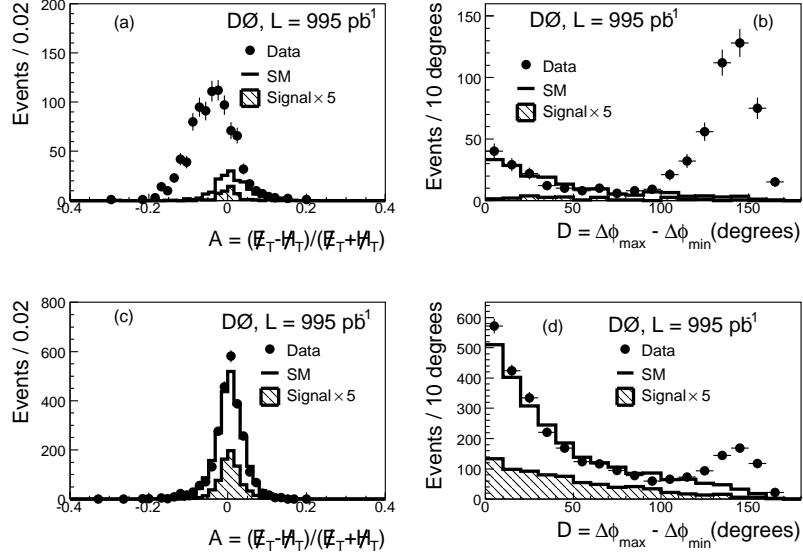 (a)
DØ, L = 995 pb-1
Data
SM
Signal × 5
Events / 0.02
200
160
120
80
40
0
-0.4 -0.2 0 0.2 0.4
A = (E̸T-H̸T)/(E̸T+H̸T)
DØ, L = 995 pb-1
(b)
Data
SM
Signal × 5
Events / 10 degrees
150
100
50
0
0 50 100 150
D = Δϕmax - Δϕmin(degrees)
(c)
DØ, L = 995 pb-1
Data
SM
Signal × 5
Events / 0.02
800
600
400
200
0
-0.4 -0.2 0 0.2 0.4
A = (E̸T-H̸T)/(E̸T+H̸T)
DØ, L = 995 pb-1
(d)
Data
SM
Signal × 5
Events / 10 degrees
600
500
400
300
200
100
0
0 50 100 150
D = Δϕmax - Δϕmin(degrees)